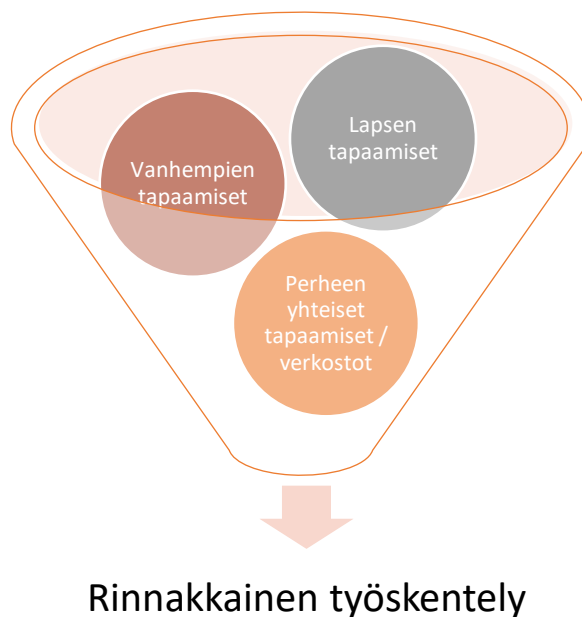 Lapsen
tapaamiset
Vanhempien
tapaamiset
Perheen
yhteiset
tapaamiset /
verkostot
Rinnakkainen työskentely